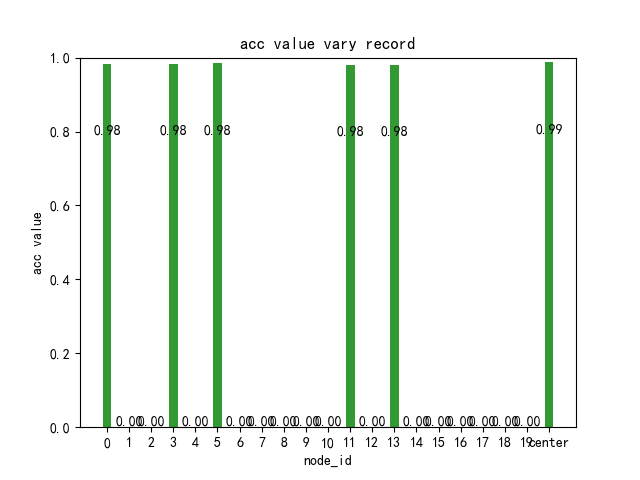 acc value vary record
acc value
1.0
0.8
0.6
0.4
0.2
0.0
0.98 0.98 0.98 0.98 0.98 0.99
0.00 0.00 0.00 0.00 0.00 0.00 0.00 0.00 0.00 0.00 0.00 0.00 0.00 0.00 0.00
0 1 2 3 4 5 6 7 8 9 10 11 12 13 14 15 16 17 18 19 center
node_id